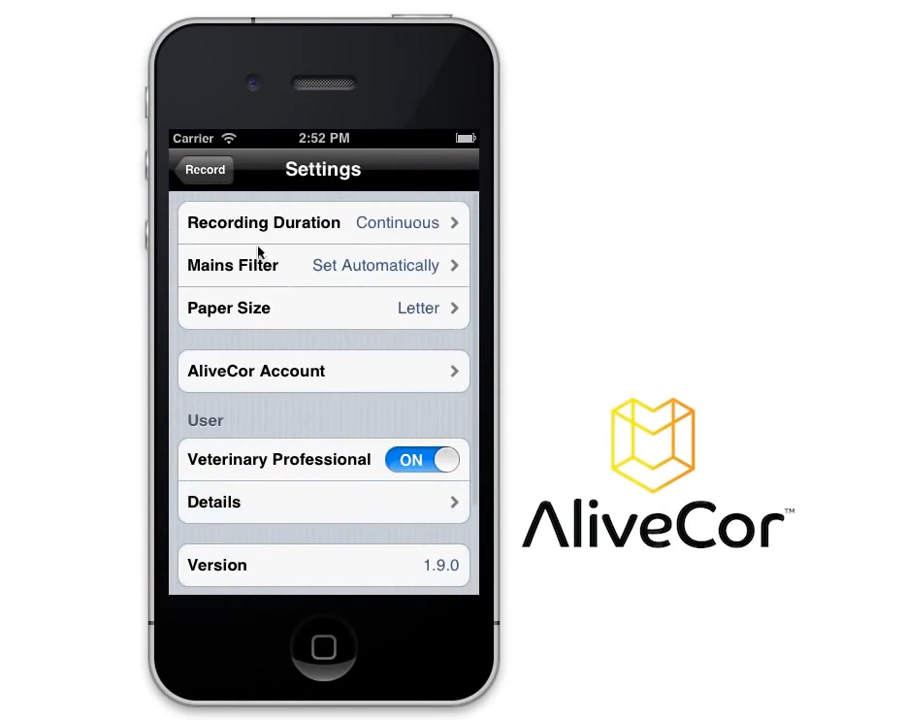 Carrier 2:52 PM
Record Settings
Recording Duration Continuous
Mains Filter Set Automatically
Paper Size Letter
AliveCor Account
User
Veterinary Professional ON
Details
Version 1.9.0
AliveCor™